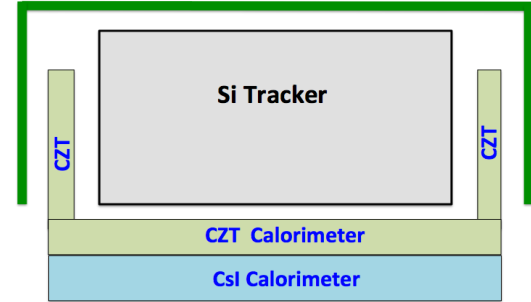 Si Tracker
CZT
CZT
CZT Calorimeter
CsI Calorimeter